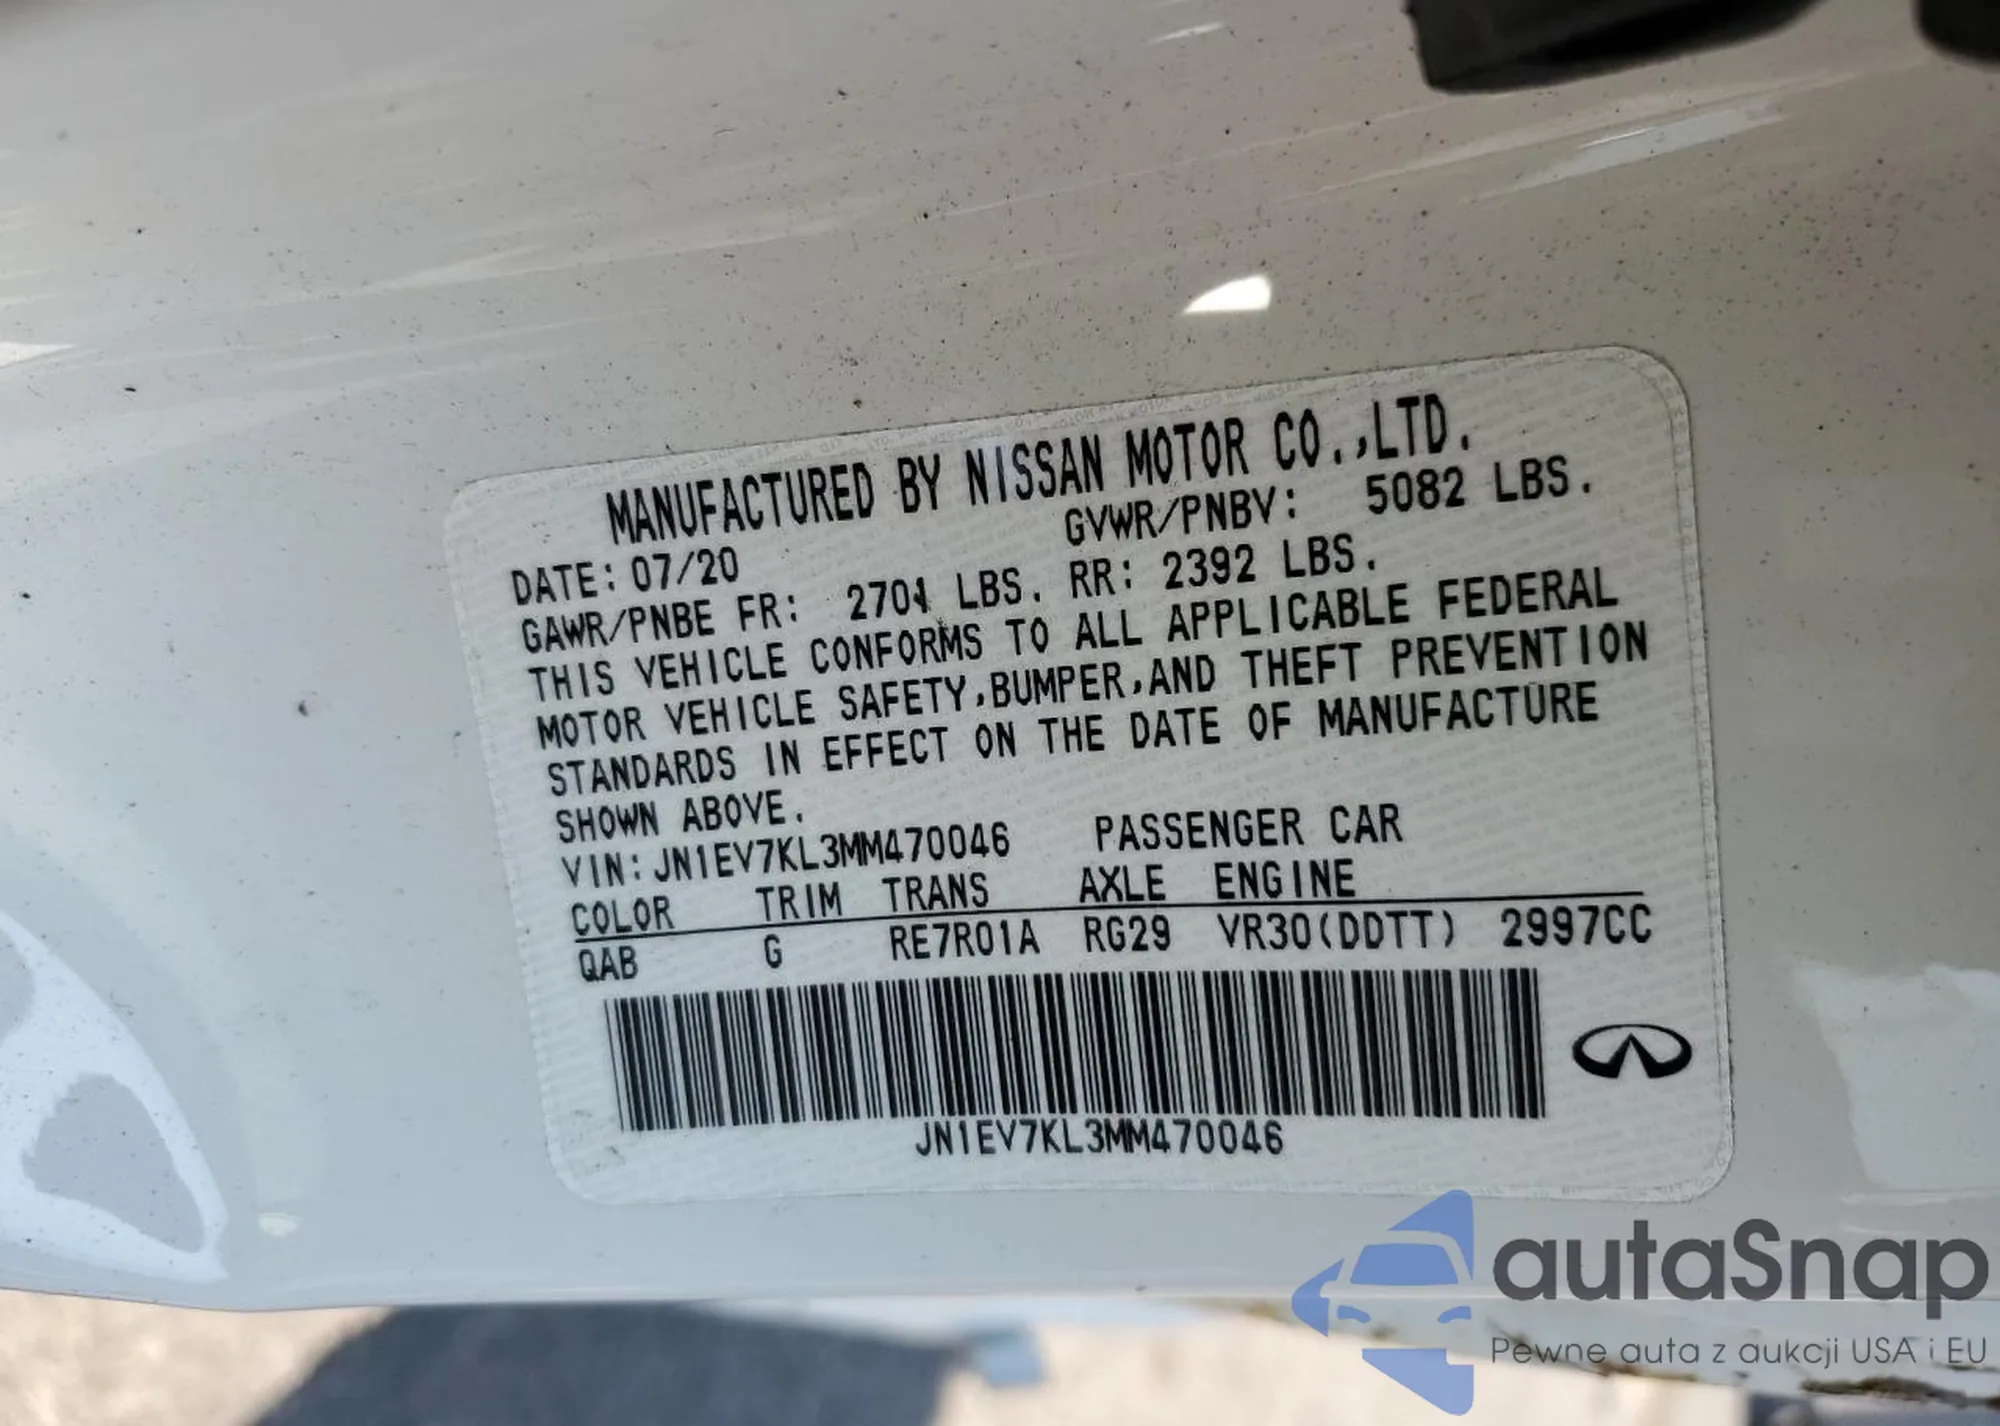 MANUFACTURED BY NISSAN MOTOR CO.,LTD.
DATE: 07/20 GVWR/PNBV: 5082 LBS.
GAWR/PNBE FR: 2701 LBS. RR: 2392 LBS.
THIS VEHICLE CONFORMS TO ALL APPLICABLE FEDERAL
MOTOR VEHICLE SAFETY,BUMPER,AND THEFT PREVENTION
STANDARDS IN EFFECT ON THE DATE OF MANUFACTURE
SHOWN ABOVE.
VIN: JN1EV7KL3MM470046 PASSENGER CAR
COLOR TRIM TRANS AXLE ENGINE
QAB G RE7R01A RG29 VR30(DDTT) 2997CC
JN1EV7KL3MM470046
autaSnap
Pewne auta z aukcji USA i EU